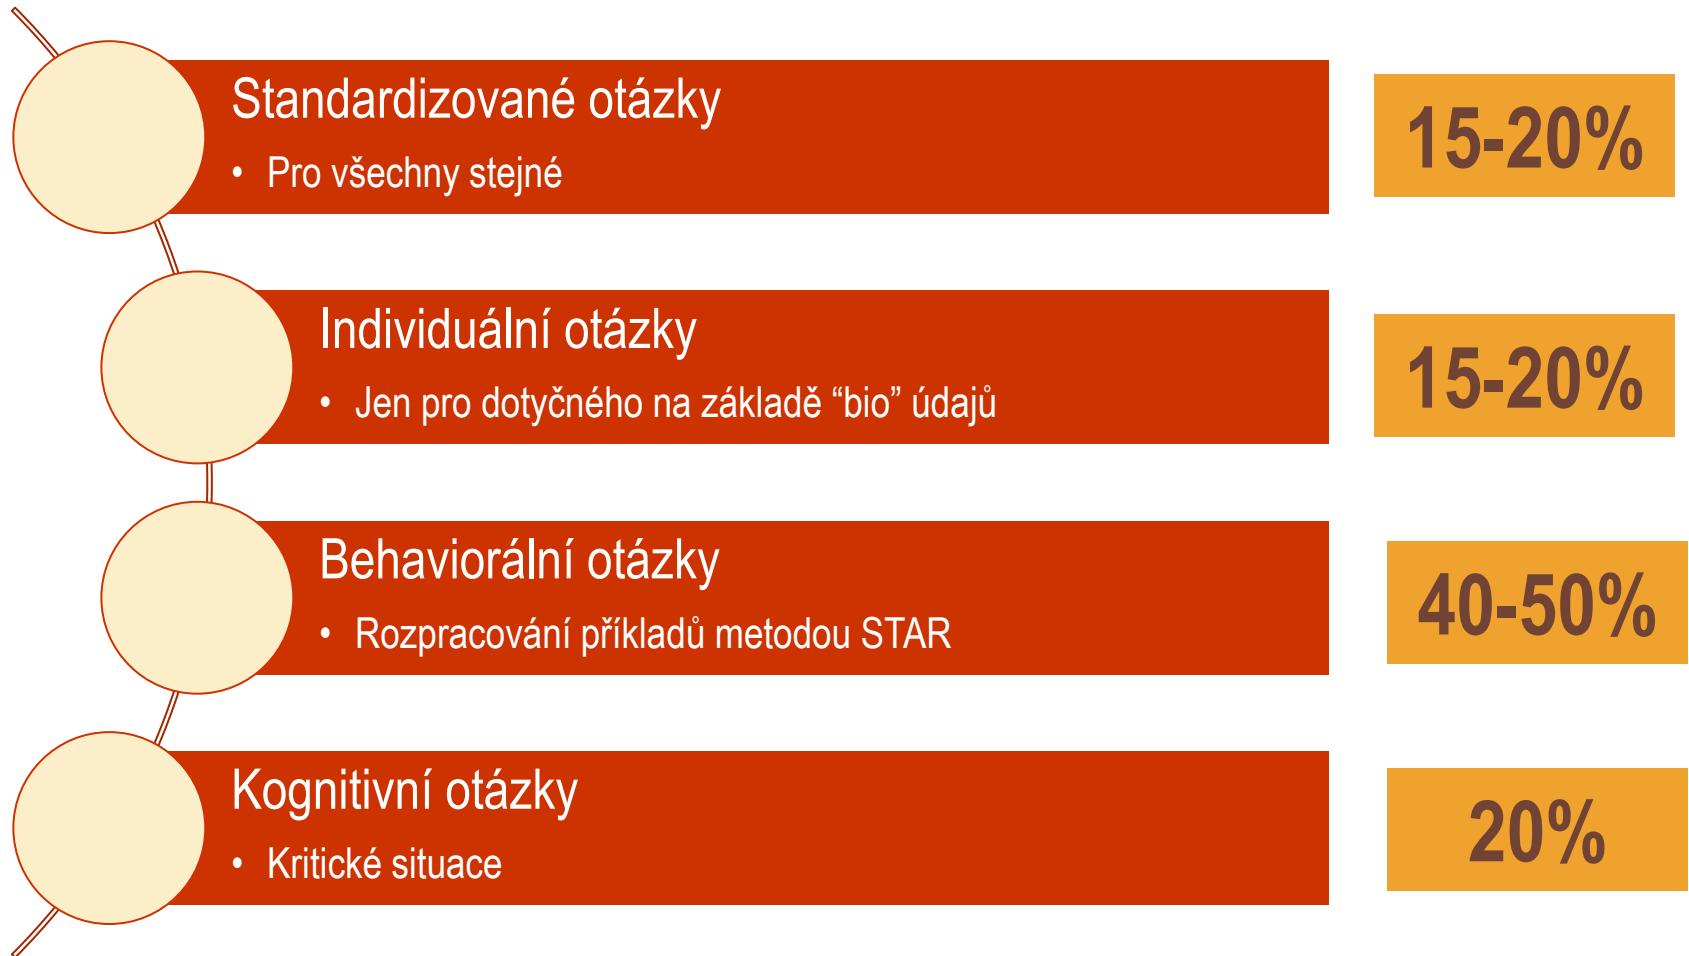 Standardizované otázky
• Pro všechny stejné
15-20%
Individuální otázky
• Jen pro dotyčného na základě “bio” údajů
15-20%
Behaviorální otázky
• Rozpracování příkladů metodou STAR
40-50%
Kognitivní otázky
• Kritické situace
20%